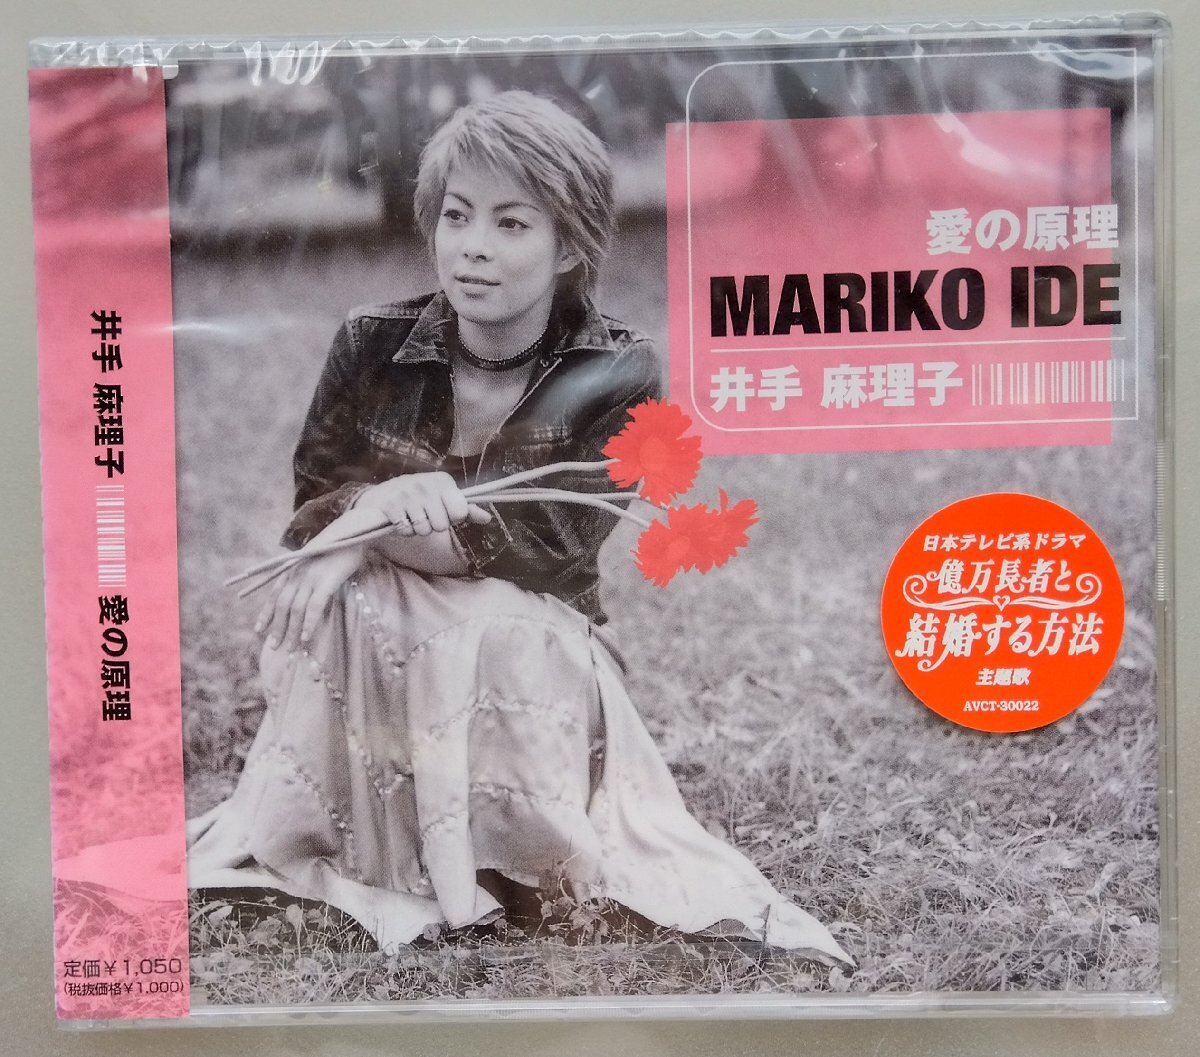 井手 麻理子 愛の原理
定価￥1,050
(税抜価格￥1,000)
愛の原理
MARIKO IDE
井手 麻理子
日本テレビ系ドラマ
億万長者と
結婚する方法
主題歌
AVCT-30022